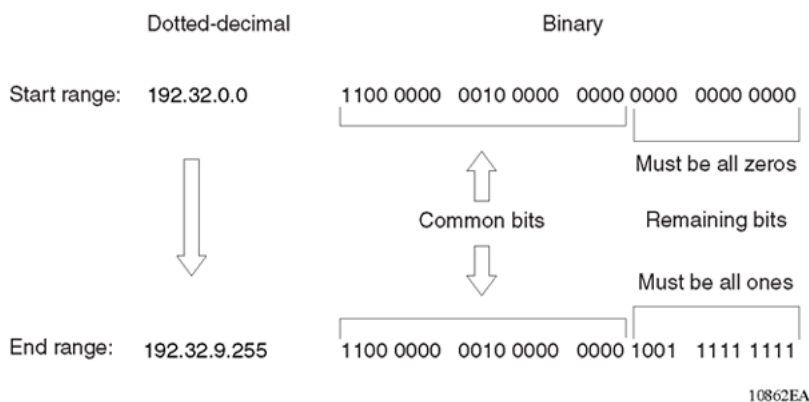 Dotted-decimal Binary
Start range: 192.32.0.0 1100 0000 0010 0000 0000 0000 0000 0000
Must be all zeros
Common bits Remaining bits
Must be all ones
End range: 192.32.9.255 1100 0000 0010 0000 0000 1001 1111 1111
10862EA